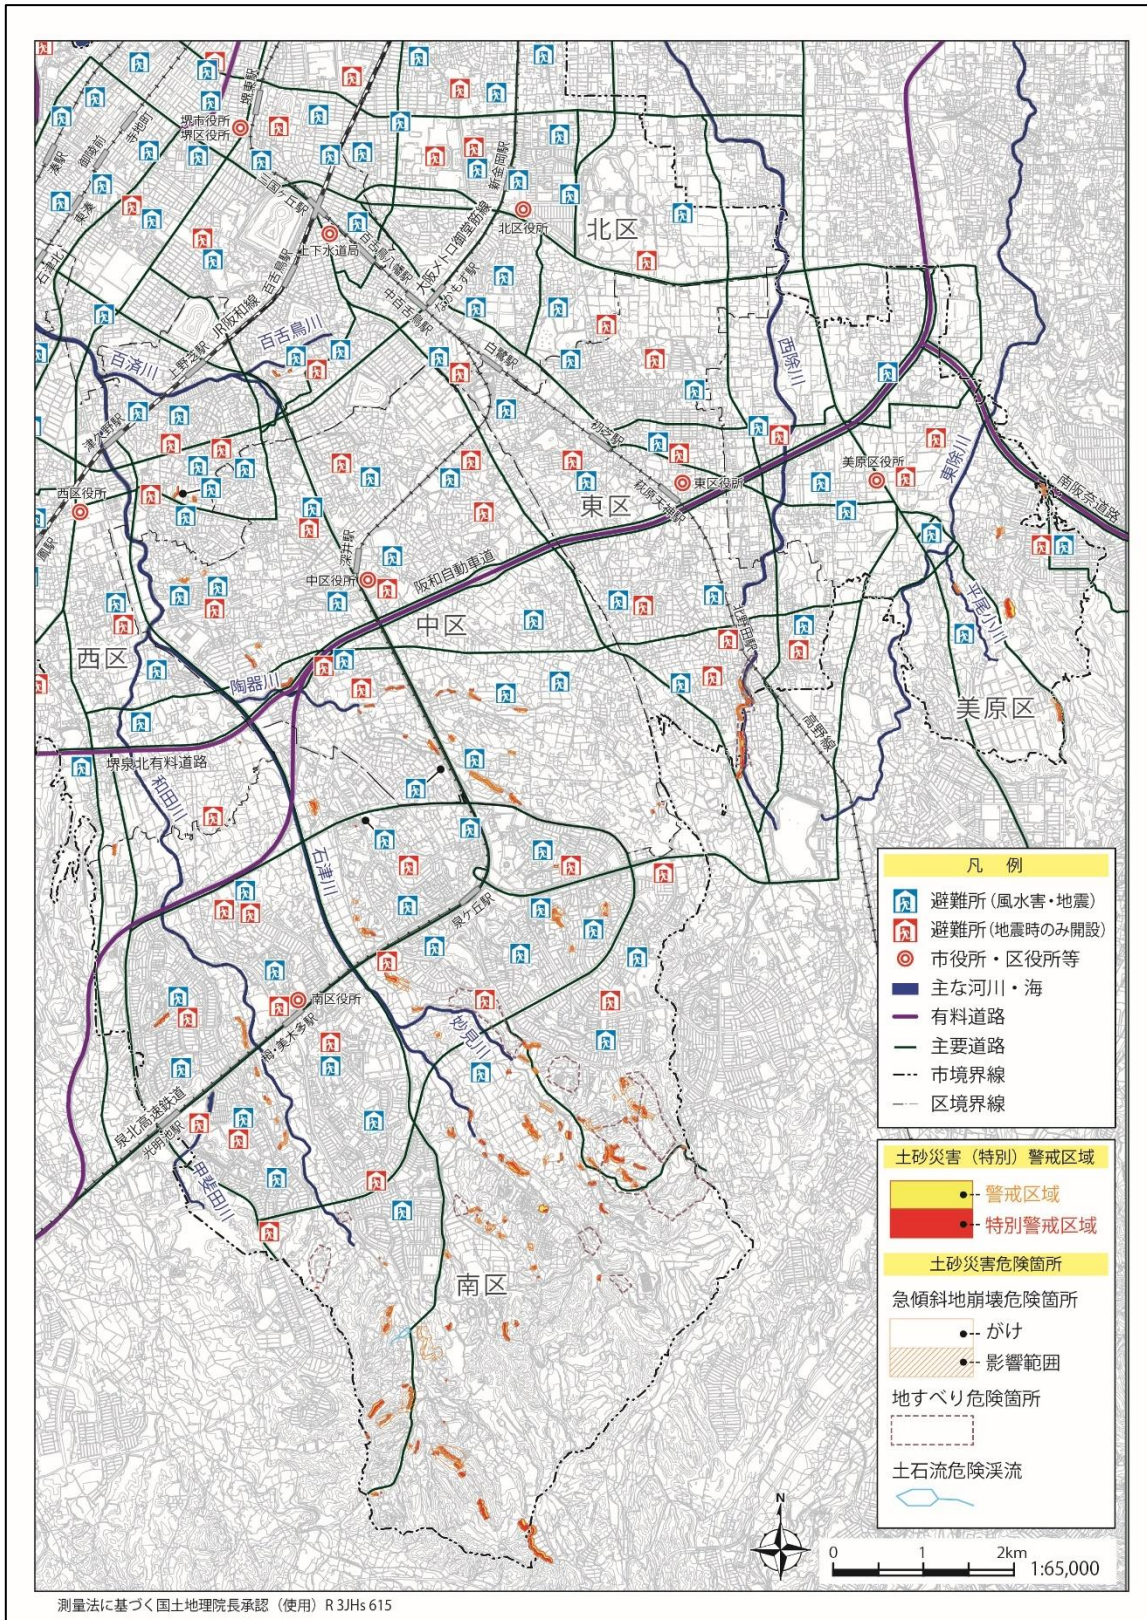 堺東駅
堺市役所
堺区役所
湊駅
御陵前
寺地町
東湊
石津北
三国ケ丘駅
上下水道局
百舌鳥駅
百舌鳥八幡駅
新金岡駅
北区役所
大阪メトロ御堂筋線
なかもず駅
中百舌鳥駅
北区
JR阪和線
上野芝駅
百舌鳥川
百済川
白鷺駅
西除川
津久野駅
初芝駅
西区役所
鳳駅
東区
萩原天神駅
東区役所
美原区役所
東除川
南阪奈道路
深井駅
中区役所
阪和自動車道
中区
北野田駅
平尾小川
西区
陶器川
高野線
美原区
堺泉北有料道路
和田川
石津川
泉ケ丘駅
南区役所
栂・美木多駅
妙見川
泉北高速鉄道
光明池駅
甲斐田川
南区
凡 例
避難所(風水害・地震)
避難所(地震時のみ開設)
市役所・区役所等
主な河川・海
有料道路
主要道路
市境界線
区境界線
土砂災害(特別)警戒区域
警戒区域
特別警戒区域
土砂災害危険箇所
急傾斜地崩壊危険箇所
がけ
影響範囲
地すべり危険箇所
土石流危険渓流
N
0 1 2km
1:65,000
測量法に基づく国土地理院長承認(使用)R 3JHs 615